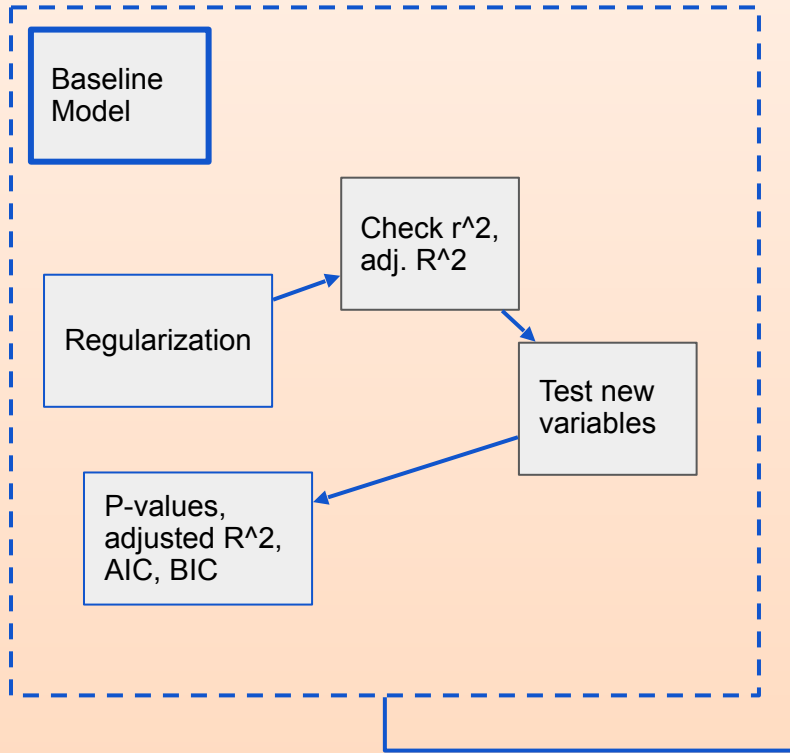 Baseline
Model
Check r^2,
adj. R^2
Regularization
Test new
variables
P-values,
adjusted R^2,
AIC, BIC